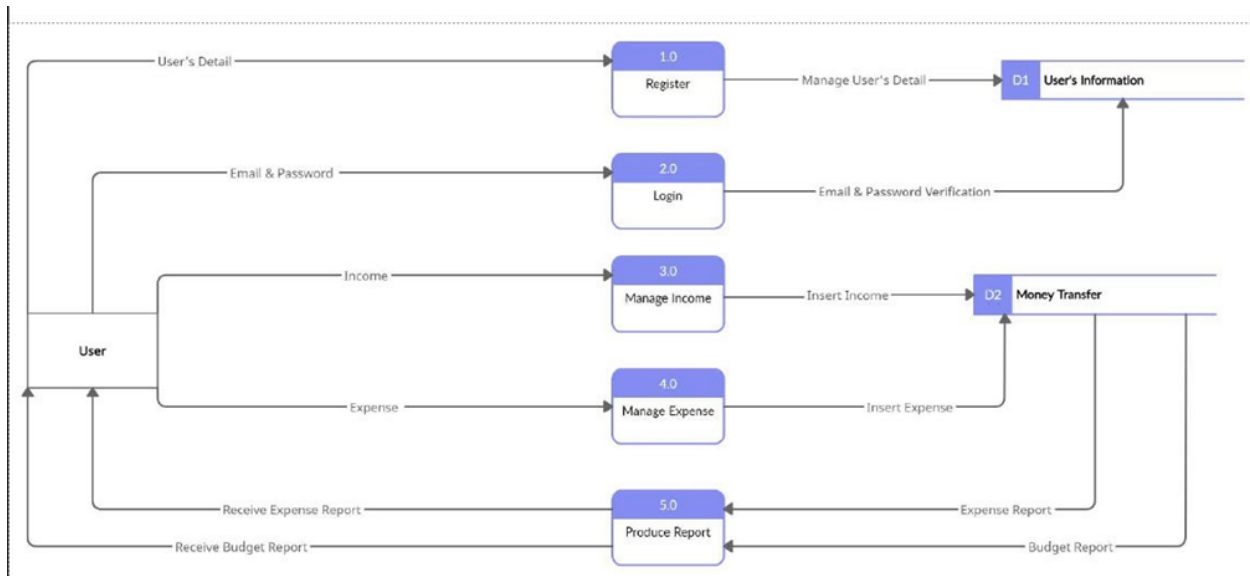 User's Detail
1.0
Register
Manage User's Detail
D1
User's Information
Email & Password
2.0
Login
Email & Password Verification
Income
3.0
Manage Income
Insert Income
D2
Money Transfer
User
Expense
4.0
Manage Expense
Insert Expense
Receive Expense Report
5.0
Produce Report
Expense Report
Receive Budget Report
Budget Report